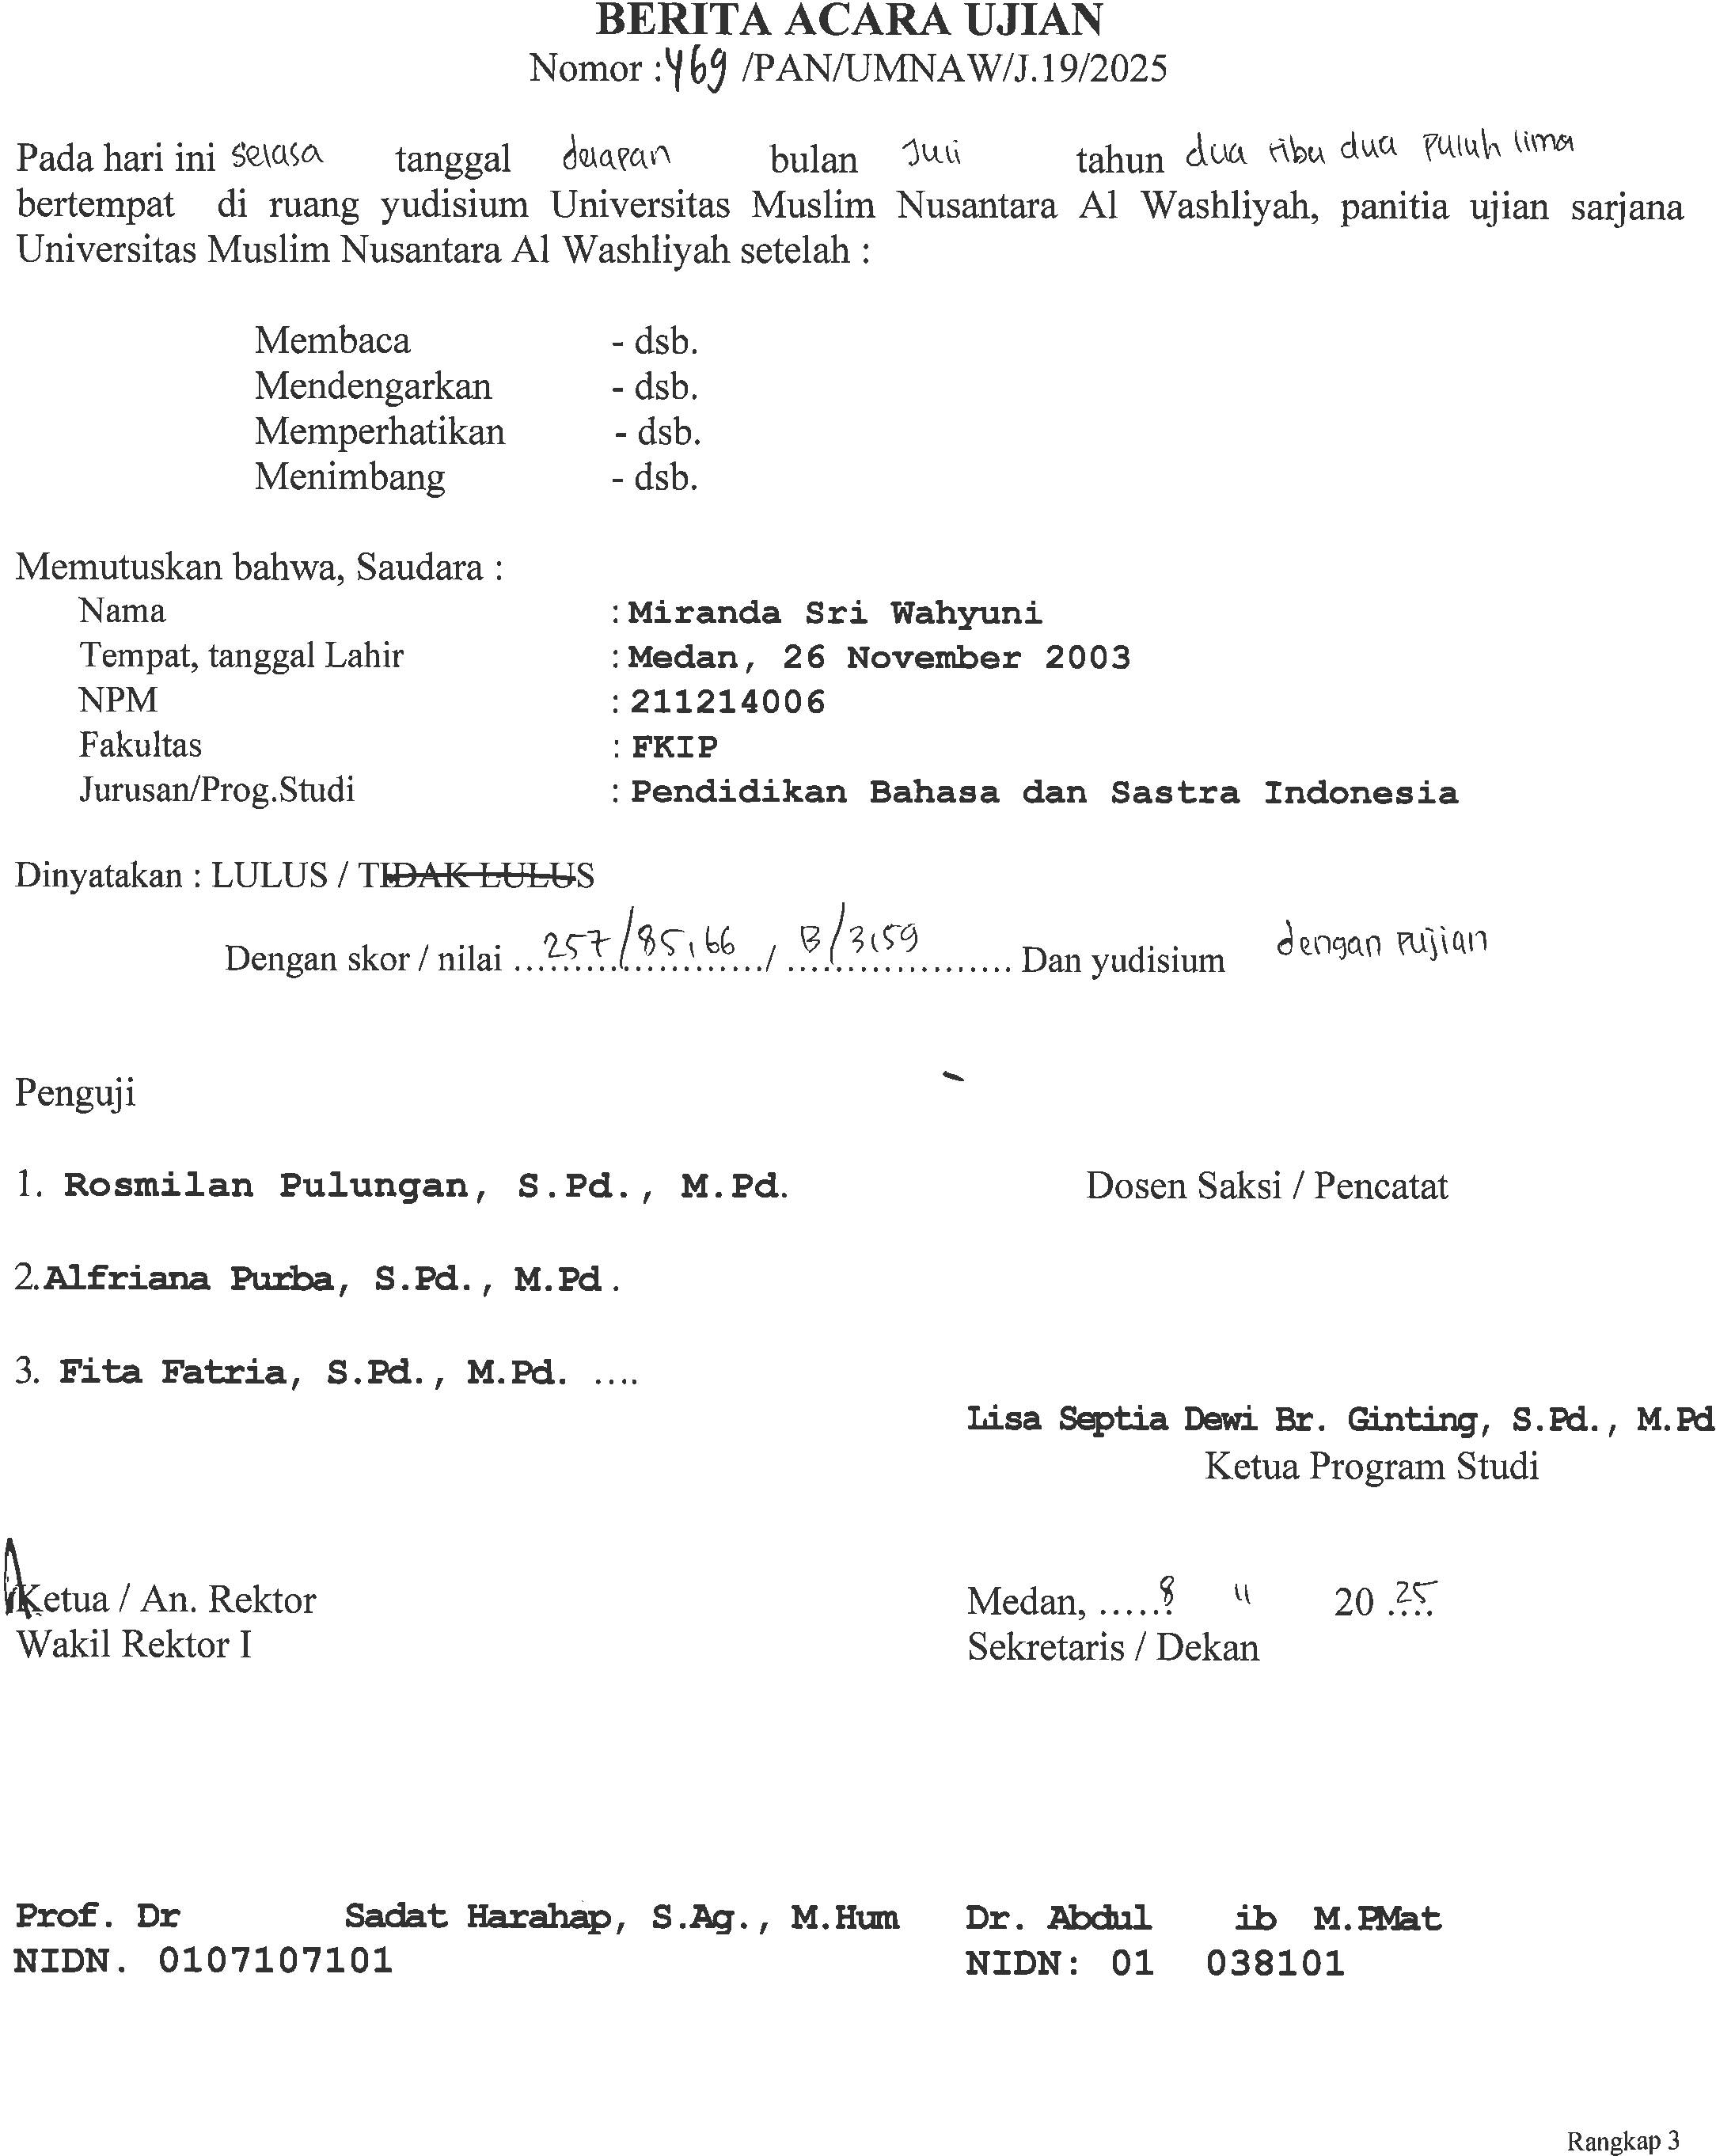 BERITA ACARA UJIAN
Nomor : 469 /PAN/UMNAW/J.19/2025
Pada hari ini Selasa tanggal delapan bulan Juli tahun dua ribu dua puluh lima
bertempat di ruang yudisium Universitas Muslim Nusantara Al Washliyah, panitia ujian sarjana
Universitas Muslim Nusantara Al Washliyah setelah :
Membaca - dsb.
Mendengarkan - dsb.
Memperhatikan - dsb.
Menimbang - dsb.
Memutuskan bahwa, Saudara :
Nama : Miranda Sri Wahyuni
Tempat, tanggal Lahir : Medan, 26 November 2003
NPM : 211214006
Fakultas : FKIP
Jurusan/Prog.Studi : Pendidikan Bahasa dan Sastra Indonesia
Dinyatakan : LULUS / TIDAK LULUS
Dengan skor / nilai 257/85,66 / B/3,59 Dan yudisium dengan pujian
Penguji
1. Rosmilan Pulungan, S.Pd., M.Pd. Dosen Saksi / Pencatat
2.Alfriana Purba, S.Pd., M.Pd.
3. Fita Fatria, S.Pd., M.Pd. ....
Lisa Septia Dewi Br. Ginting, S.Pd., M.Pd
Ketua Program Studi
Ketua / An. Rektor Medan, .....8 " 20 25
Wakil Rektor I Sekretaris / Dekan
Prof. Dr Sadat Harahap, S.Ag., M.Hum Dr. Abdul ib M.PMat
NIDN. 0107107101 NIDN: 01 038101
Rangkap 3